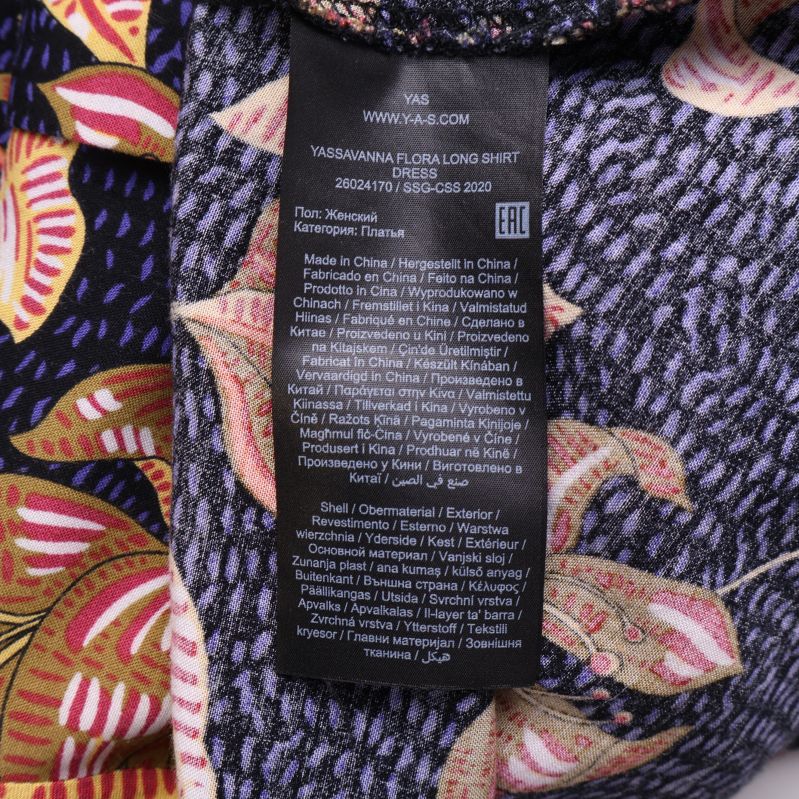 YAS
WWW.Y-A-S.COM
YASSAVANNA FLORA LONG SHIRT
DRESS
26024170 / SSG-CSS 2020
Пол: Женский
Категория: Платья
EAC
Made in China / Hergestellt in China /
Fabricado en China / Feito na China /
Prodotto in Cina / Wyprodukowano w
Chinach / Fremstillet i Kina / Valmistatud
Hiinas / Fabriqué en Chine / Сделано в
Китае / Proizvedeno u Kini / Proizvedeno
na Kitajskem / Çin'de Üretilmiştir /
Fabricat în China / Készült Kínában /
Vervaardigd in China / Произведено в
Китай / Παράγεται στην Κίνα / Valmistettu
Kiinassa / Tillverkad i Kina / Vyrobeno v
Číně / Ražots Ķīnā / Pagaminta Kinijoje /
Magħmul fiċ-Ċina / Vyrobené v Číne /
Produsert i Kina / Prodhuar në Kinë /
Произведено у Кини / Виготовлено в
Китаї / صنع في الصين
Shell / Obermaterial / Exterior /
Revestimento / Esterno / Warstwa
wierzchnia / Yderside / Kest / Extérieur /
Основной материал / Vanjski sloj /
Zunanja plast / ana kumaş / külső anyag /
Buitenkant / Външна страна / Κέλυφος /
Päällikangas / Utsida / Svrchní vrstva /
Apvalka / Apvalkalas / Il-layer ta' barra /
Zvrchná vrstva / Ytterstoff / Tekstili
kryesor / Главни материјал / Зовнішня
тканина / هيكل